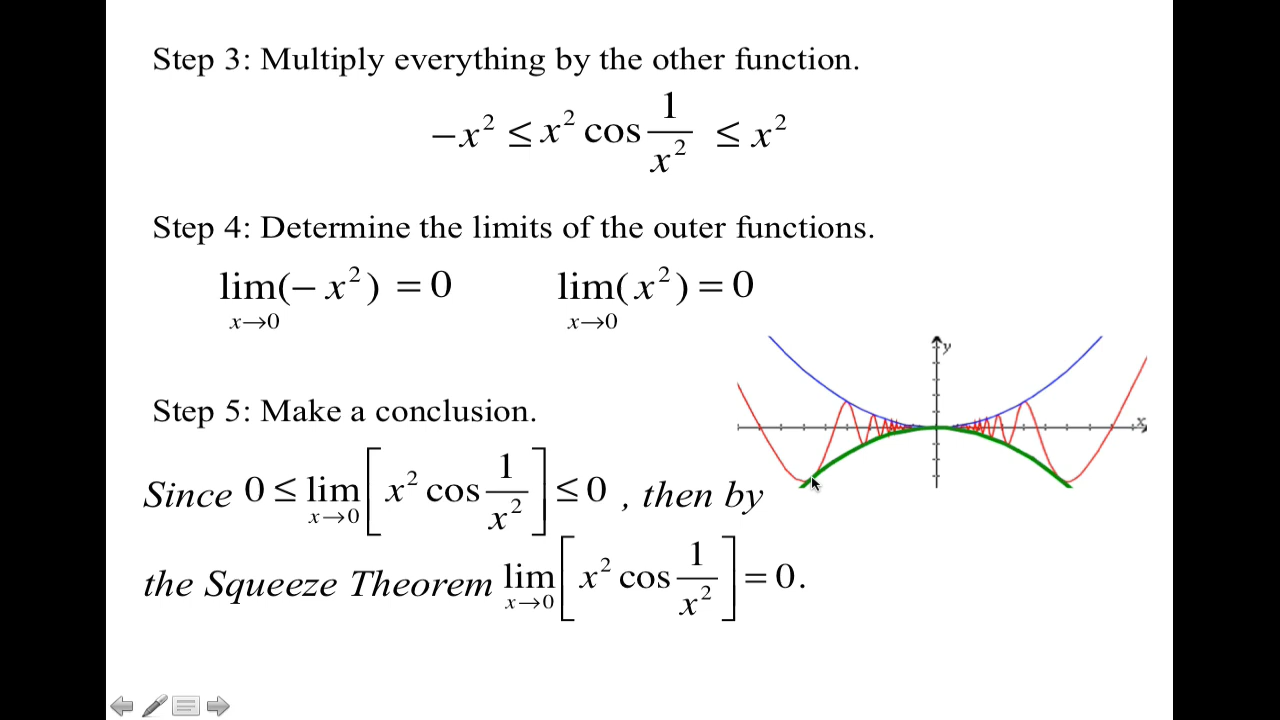 Step 3: Multiply everything by the other function.
−x² ≤ x² cos 1/x² ≤ x²
Step 4: Determine the limits of the outer functions.
lim x→0 (− x²) = 0 lim x→0 (x²) = 0
y
x
Step 5: Make a conclusion.
Since 0 ≤ lim x→0 [x² cos 1/x²] ≤ 0 , then by
the Squeeze Theorem lim x→0 [x² cos 1/x²] = 0.